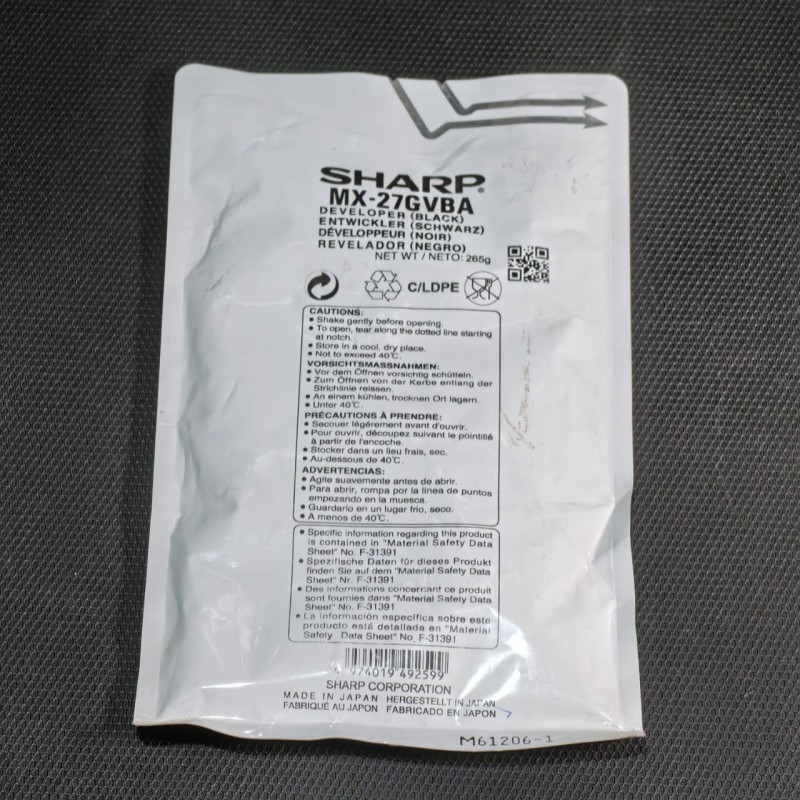 SHARP®
MX-27GVBA
DEVELOPER (BLACK)
ENTWICKLER (SCHWARZ)
DÉVELOPPEUR (NOIR)
REVELADOR (NEGRO)
NET WT / NETO: 265g
C/LDPE
CAUTIONS:
• Shake gently before opening.
• To open, tear along the dotted line starting
at notch.
• Store in a cool, dry place.
• Not to exceed 40℃.
VORSICHTSMASSNAHMEN:
• Vor dem Öffnen vorsichtig schütteln.
• Zum Öffnen von der Kerbe entlang der
Strichlinie reissen.
• An einem kühlen, trocknen Ort lagern.
• Unter 40℃.
PRÉCAUTIONS À PRENDRE:
• Secouer légèrement avant d'ouvrir.
• Pour ouvrir, découpez suivant le pointillé
à partir de l'encoche.
• Stocker dans un lieu frais, sec.
• Au-dessous de 40℃.
ADVERTENCIAS:
• Agite suavemente antes de abrir.
• Para abrir, rompa por la linea de puntos
empezando en la muesca.
• Guardario en un lugar frio, seco.
• A menos de 40℃.
• Specific information regarding this product
is contained in "Material Safety Data
Sheet" No. F-31391
• Spezifische Daten für dieses Produkt
finden Sie auf dem "Material Safety Data
Sheet" Nr. F-31391
• Des informations concernant ce produit
sont fournies dans "Material Safety Data
Sheet" No. F-31391
• La información especifica sobre este
producto está detallada en "Material
Safety Data Sheet" No. F-31391
4 974019 492599
SHARP CORPORATION
MADE IN JAPAN HERGESTELLT IN JAPAN
FABRIQUÉ AU JAPON FABRICADO EN JAPON
M61206-1